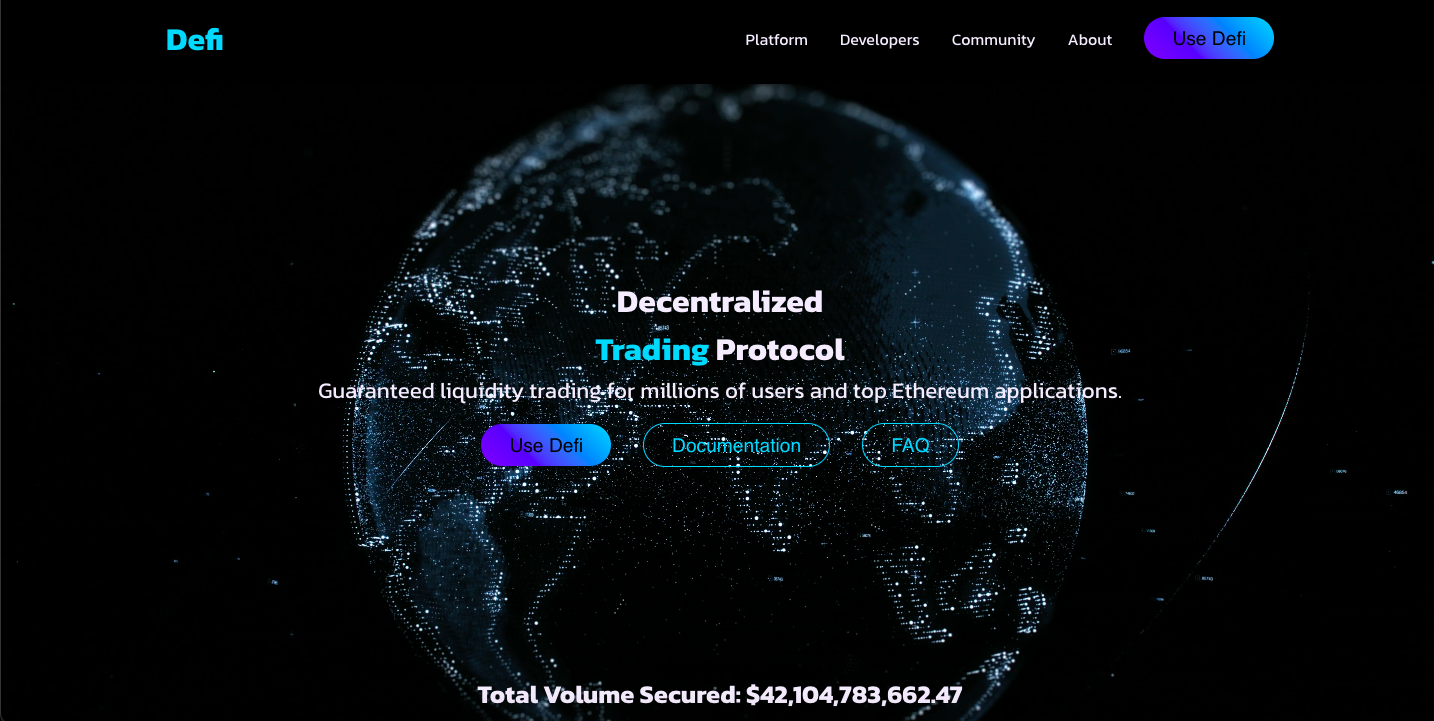 Defi
Platform Developers Community About Use Defi
Decentralized
Trading Protocol
Guaranteed liquidity trading for millions of users and top Ethereum applications.
Use Defi Documentation FAQ
Total Volume Secured: $42,104,783,662.47